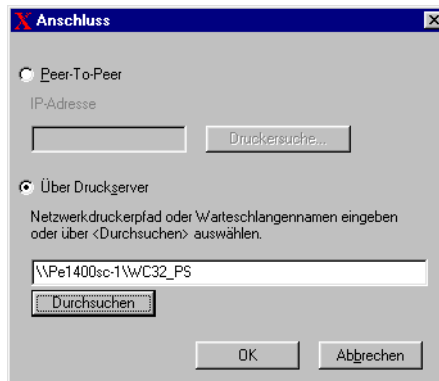 Anschluss
Peer-To-Peer
IP-Adresse
Druckersuche...
Über Druckserver
Netzwerkdruckerpfad oder Warteschlangennamen eingeben
oder über <Durchsuchen> auswählen.
\\Pe1400sc-1\WC32_PS
Durchsuchen
OK Abbrechen